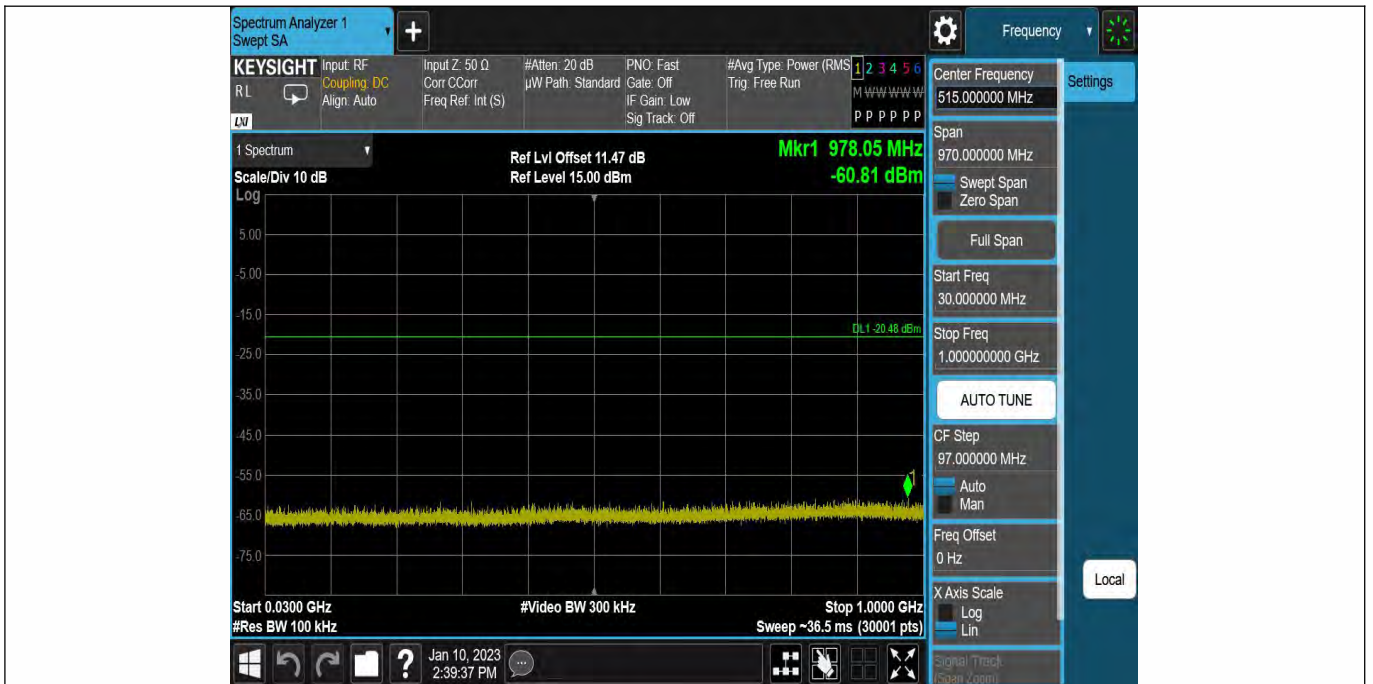 Spectrum Analyzer 1
Swept SA
+
Frequency
KEYSIGHT
RL
LXI
Input: RF
Coupling: DC
Align: Auto
Input Z: 50 Ω
Corr CCorr
Freq Ref: Int (S)
#Atten: 20 dB
µW Path: Standard
PNO: Fast
Gate: Off
IF Gain: Low
Sig Track: Off
#Avg Type: Power (RMS
Trig: Free Run
1 2 3 4 5 6
M W W W W W
P P P P P P
1 Spectrum
Scale/Div 10 dB
Log
Ref Lvl Offset 11.47 dB
Ref Level 15.00 dBm
Mkr1 978.05 MHz
-60.81 dBm
5.00
-5.00
-15.0
DL1 -20.48 dBm
-25.0
-35.0
-45.0
-55.0
1
-65.0
-75.0
Start 0.0300 GHz
#Res BW 100 kHz
#Video BW 300 kHz
Stop 1.0000 GHz
Sweep ~36.5 ms (30001 pts)
Center Frequency
515.000000 MHz
Settings
Span
970.000000 MHz
Swept Span
Zero Span
Full Span
Start Freq
30.000000 MHz
Stop Freq
1.000000000 GHz
AUTO TUNE
CF Step
97.000000 MHz
Auto
Man
Freq Offset
0 Hz
X Axis Scale
Log
Lin
Local
Signal Track
(Span Zoom)
?
Jan 10, 2023
2:39:37 PM